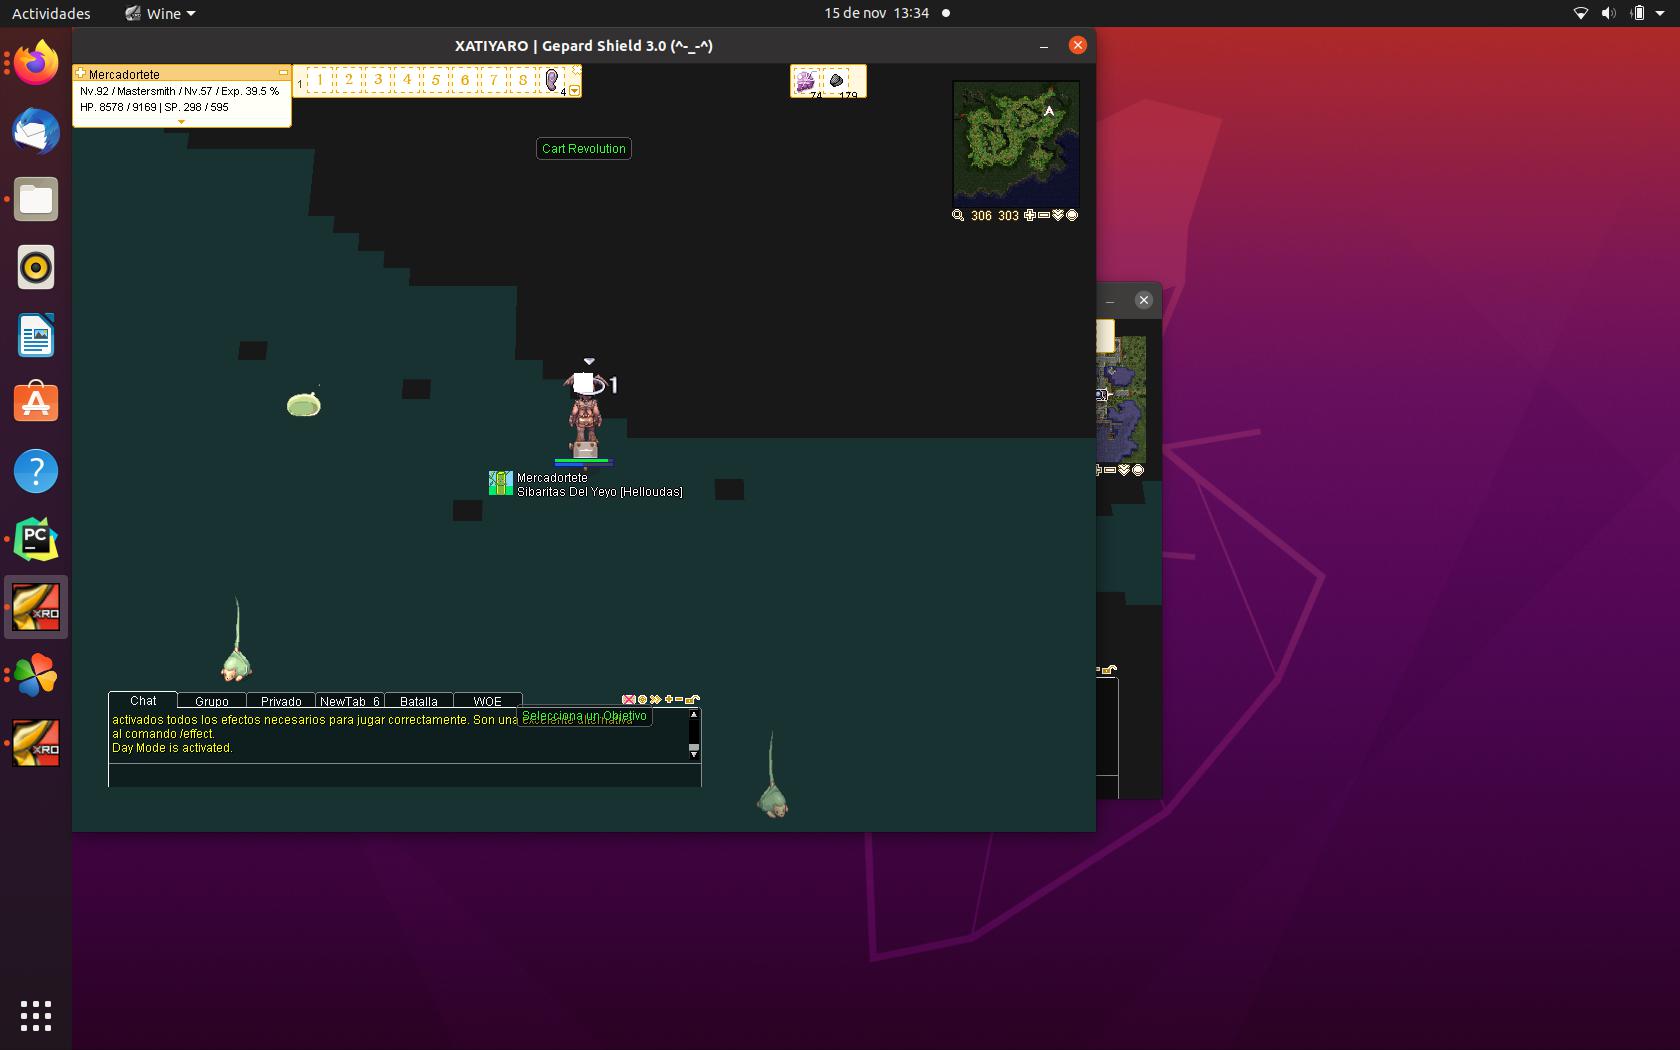 Actividades
Wine
15 de nov 13:34
XATIYARO | Gepard Shield 3.0 (^-_-^)
Mercadortete
Nv.92 / Mastersmith / Nv.57 / Exp. 39.5 %
HP. 8578 / 9169 | SP. 298 / 595
1 1 2 3 4 5 6 7 8 4
74 179
Cart Revolution
306 303
1
Mercadortete
Sibaritas Del Yeyo [Helloudas]
PC
XRO
XRO
Chat Grupo Privado NewTab_6 Batalla WOE
Selecciona un Objetivo
activados todos los efectos necesarios para jugar correctamente. Son una excelente alternativa
al comando /effect.
Day Mode is activated.